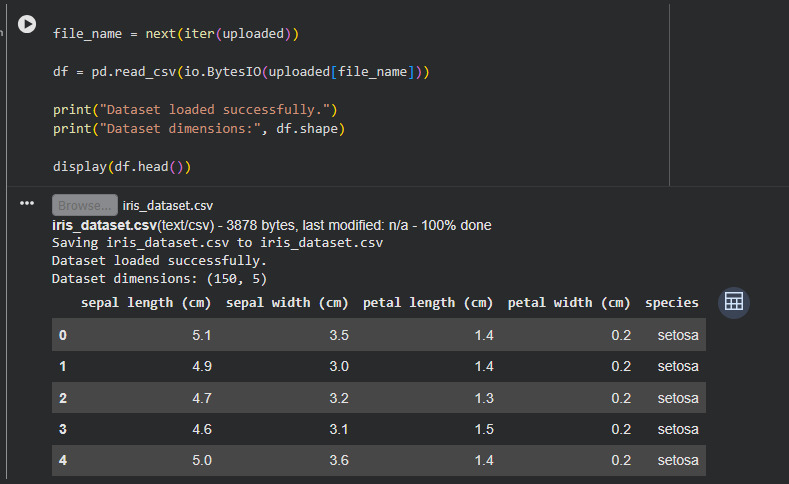 file_name = next(iter(uploaded))
df = pd.read_csv(io.BytesIO(uploaded[file_name]))
print("Dataset loaded successfully.")
print("Dataset dimensions:", df.shape)
display(df.head())
Browse... iris_dataset.csv
iris_dataset.csv(text/csv) - 3878 bytes, last modified: n/a - 100% done
Saving iris_dataset.csv to iris_dataset.csv
Dataset loaded successfully.
Dataset dimensions: (150, 5)
sepal length (cm) sepal width (cm) petal length (cm) petal width (cm) species
0 5.1 3.5 1.4 0.2 setosa
1 4.9 3.0 1.4 0.2 setosa
2 4.7 3.2 1.3 0.2 setosa
3 4.6 3.1 1.5 0.2 setosa
4 5.0 3.6 1.4 0.2 setosa